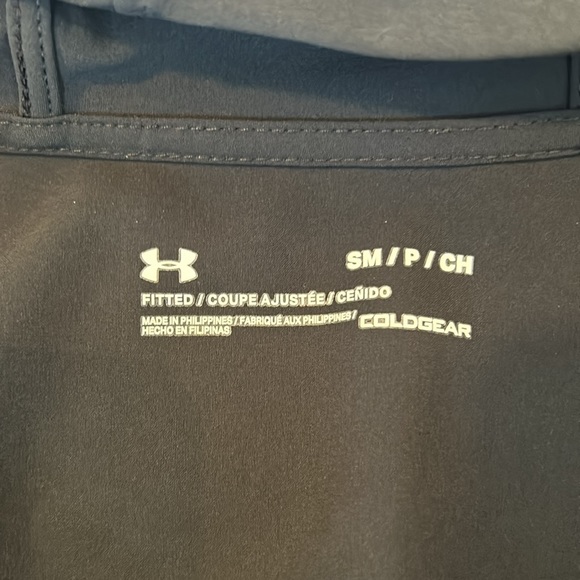 SM / P / CH
FITTED / COUPE AJUSTÉE / CEÑIDO
MADE IN PHILIPPINES / FABRIQUÉ AUX PHILIPPINES /
HECHO EN FILIPINAS
COLDGEAR